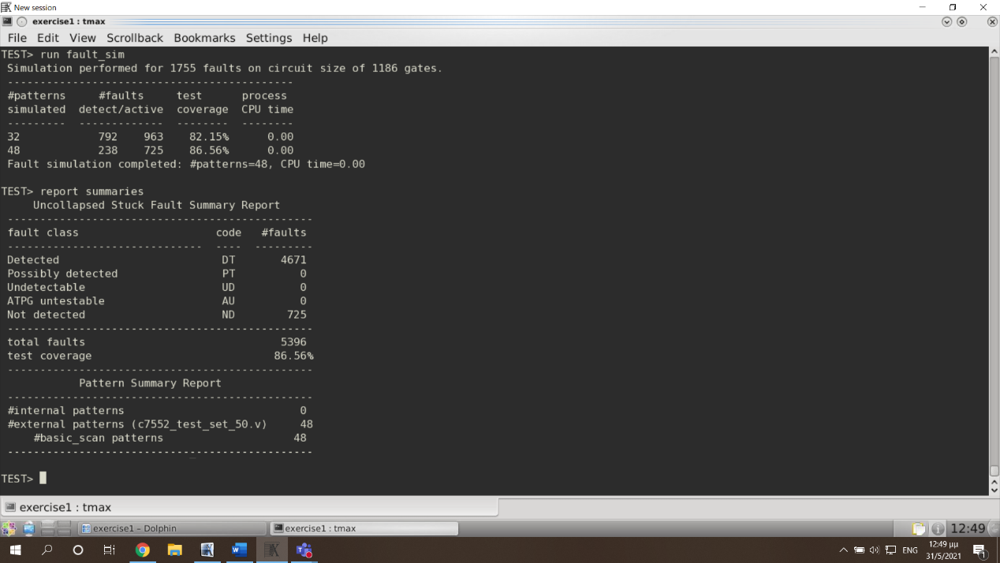 New session
exercise1 : tmax
File Edit View Scrollback Bookmarks Settings Help
TEST> run fault_sim
Simulation performed for 1755 faults on circuit size of 1186 gates.
---------------------------------------------
#patterns #faults test process
simulated detect/active coverage CPU time
--------- ------------- -------- --------
32 792 963 82.15% 0.00
48 238 725 86.56% 0.00
Fault simulation completed: #patterns=48, CPU time=0.00
TEST> report summaries
Uncollapsed Stuck Fault Summary Report
-----------------------------------------------
fault class code #faults
------------------------------ ---- ---------
Detected DT 4671
Possibly detected PT 0
Undetectable UD 0
ATPG untestable AU 0
Not detected ND 725
-----------------------------------------------
total faults 5396
test coverage 86.56%
-----------------------------------------------
Pattern Summary Report
-----------------------------------------------
#internal patterns 0
#external patterns (c7552_test_set_50.v) 48
#basic_scan patterns 48
-----------------------------------------------
TEST>
exercise1 : tmax
exercise1 – Dolphin
exercise1 : tmax
12:49
ENG
12:49 μμ
31/5/2021
1